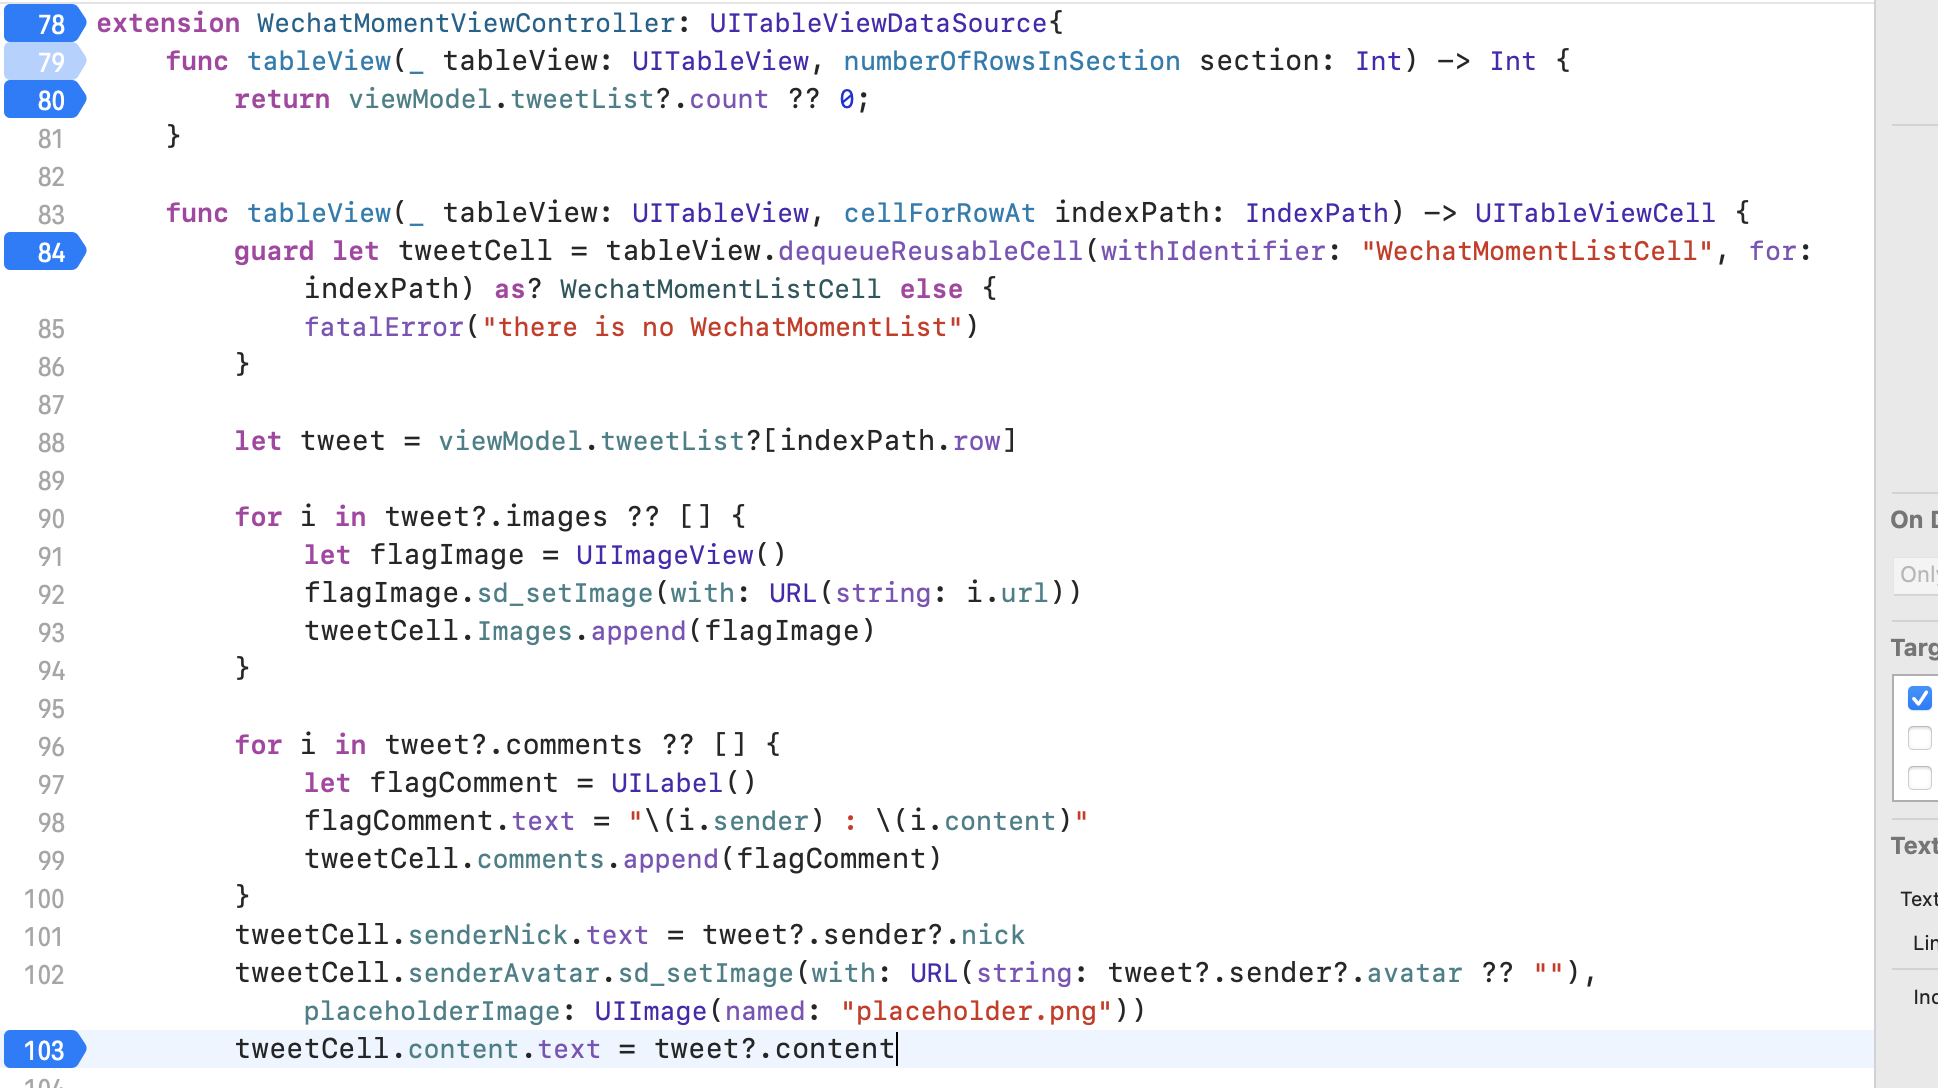 78 extension WechatMomentViewController: UITableViewDataSource{
79 func tableView(_ tableView: UITableView, numberOfRowsInSection section: Int) -> Int {
80 return viewModel.tweetList?.count ?? 0;
81 }
82
83 func tableView(_ tableView: UITableView, cellForRowAt indexPath: IndexPath) -> UITableViewCell {
84 guard let tweetCell = tableView.dequeueReusableCell(withIdentifier: "WechatMomentListCell", for:
indexPath) as? WechatMomentListCell else {
85 fatalError("there is no WechatMomentList")
86 }
87
88 let tweet = viewModel.tweetList?[indexPath.row]
89
90 for i in tweet?.images ?? [] {
91 let flagImage = UIImageView()
92 flagImage.sd_setImage(with: URL(string: i.url))
93 tweetCell.Images.append(flagImage)
94 }
95
96 for i in tweet?.comments ?? [] {
97 let flagComment = UILabel()
98 flagComment.text = "\(i.sender) : \(i.content)"
99 tweetCell.comments.append(flagComment)
100 }
101 tweetCell.senderNick.text = tweet?.sender?.nick
102 tweetCell.senderAvatar.sd_setImage(with: URL(string: tweet?.sender?.avatar ?? ""),
placeholderImage: UIImage(named: "placeholder.png"))
103 tweetCell.content.text = tweet?.content
104
On
Text
Text